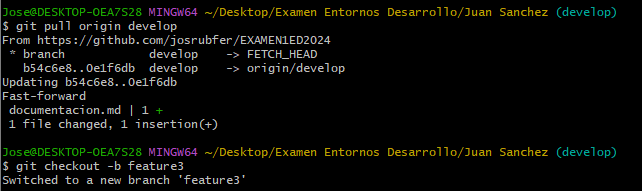 Jose@DESKTOP-OEA7S28 MINGW64 ~/Desktop/Examen Entornos Desarrollo/Juan Sanchez (develop)
$ git pull origin develop
From https://github.com/josrubfer/EXAMEN1ED2024
 * branch            develop    -> FETCH_HEAD
   b54c6e8..0e1f6db  develop    -> origin/develop
Updating b54c6e8..0e1f6db
Fast-forward
 documentacion.md | 1 +
 1 file changed, 1 insertion(+)
Jose@DESKTOP-OEA7S28 MINGW64 ~/Desktop/Examen Entornos Desarrollo/Juan Sanchez (develop)
$ git checkout -b feature3
Switched to a new branch 'feature3'